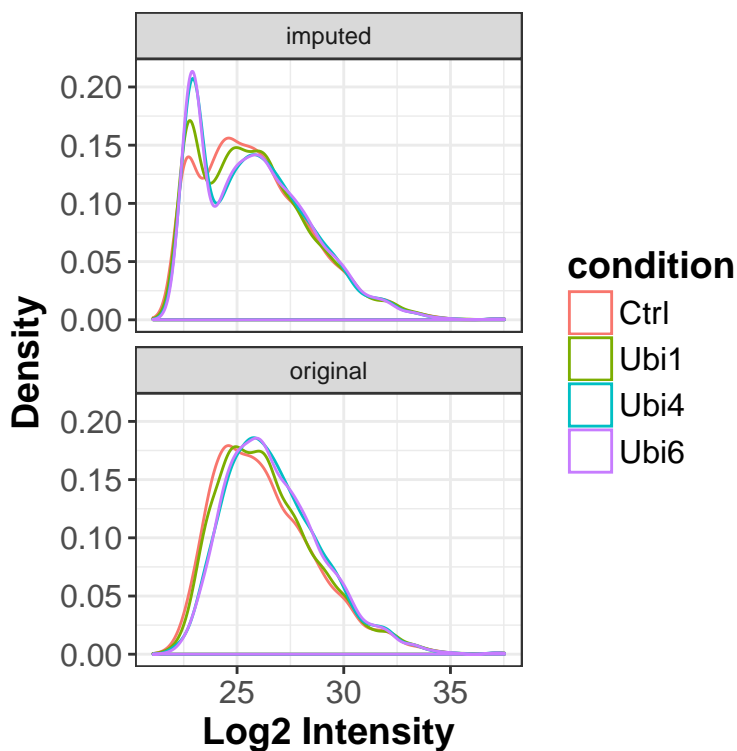 imputed
0.20
0.15
0.10
0.05
0.00
original
0.20
0.15
0.10
0.05
0.00
25 30 35
Log2 Intensity
Density
condition
Ctrl
Ubi1
Ubi4
Ubi6